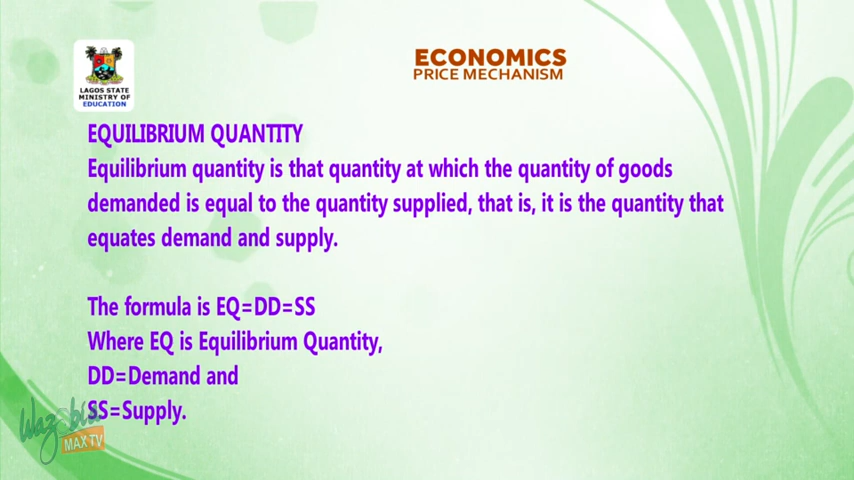 LAGOS STATE
MINISTRY OF
EDUCATION
ECONOMICS
PRICE MECHANISM
EQUILIBRIUM QUANTITY
Equilibrium quantity is that quantity at which the quantity of goods
demanded is equal to the quantity supplied, that is, it is the quantity that
equates demand and supply.
The formula is EQ=DD=SS
Where EQ is Equilibrium Quantity,
DD=Demand and
SS=Supply.
Wazobia
MAX TV